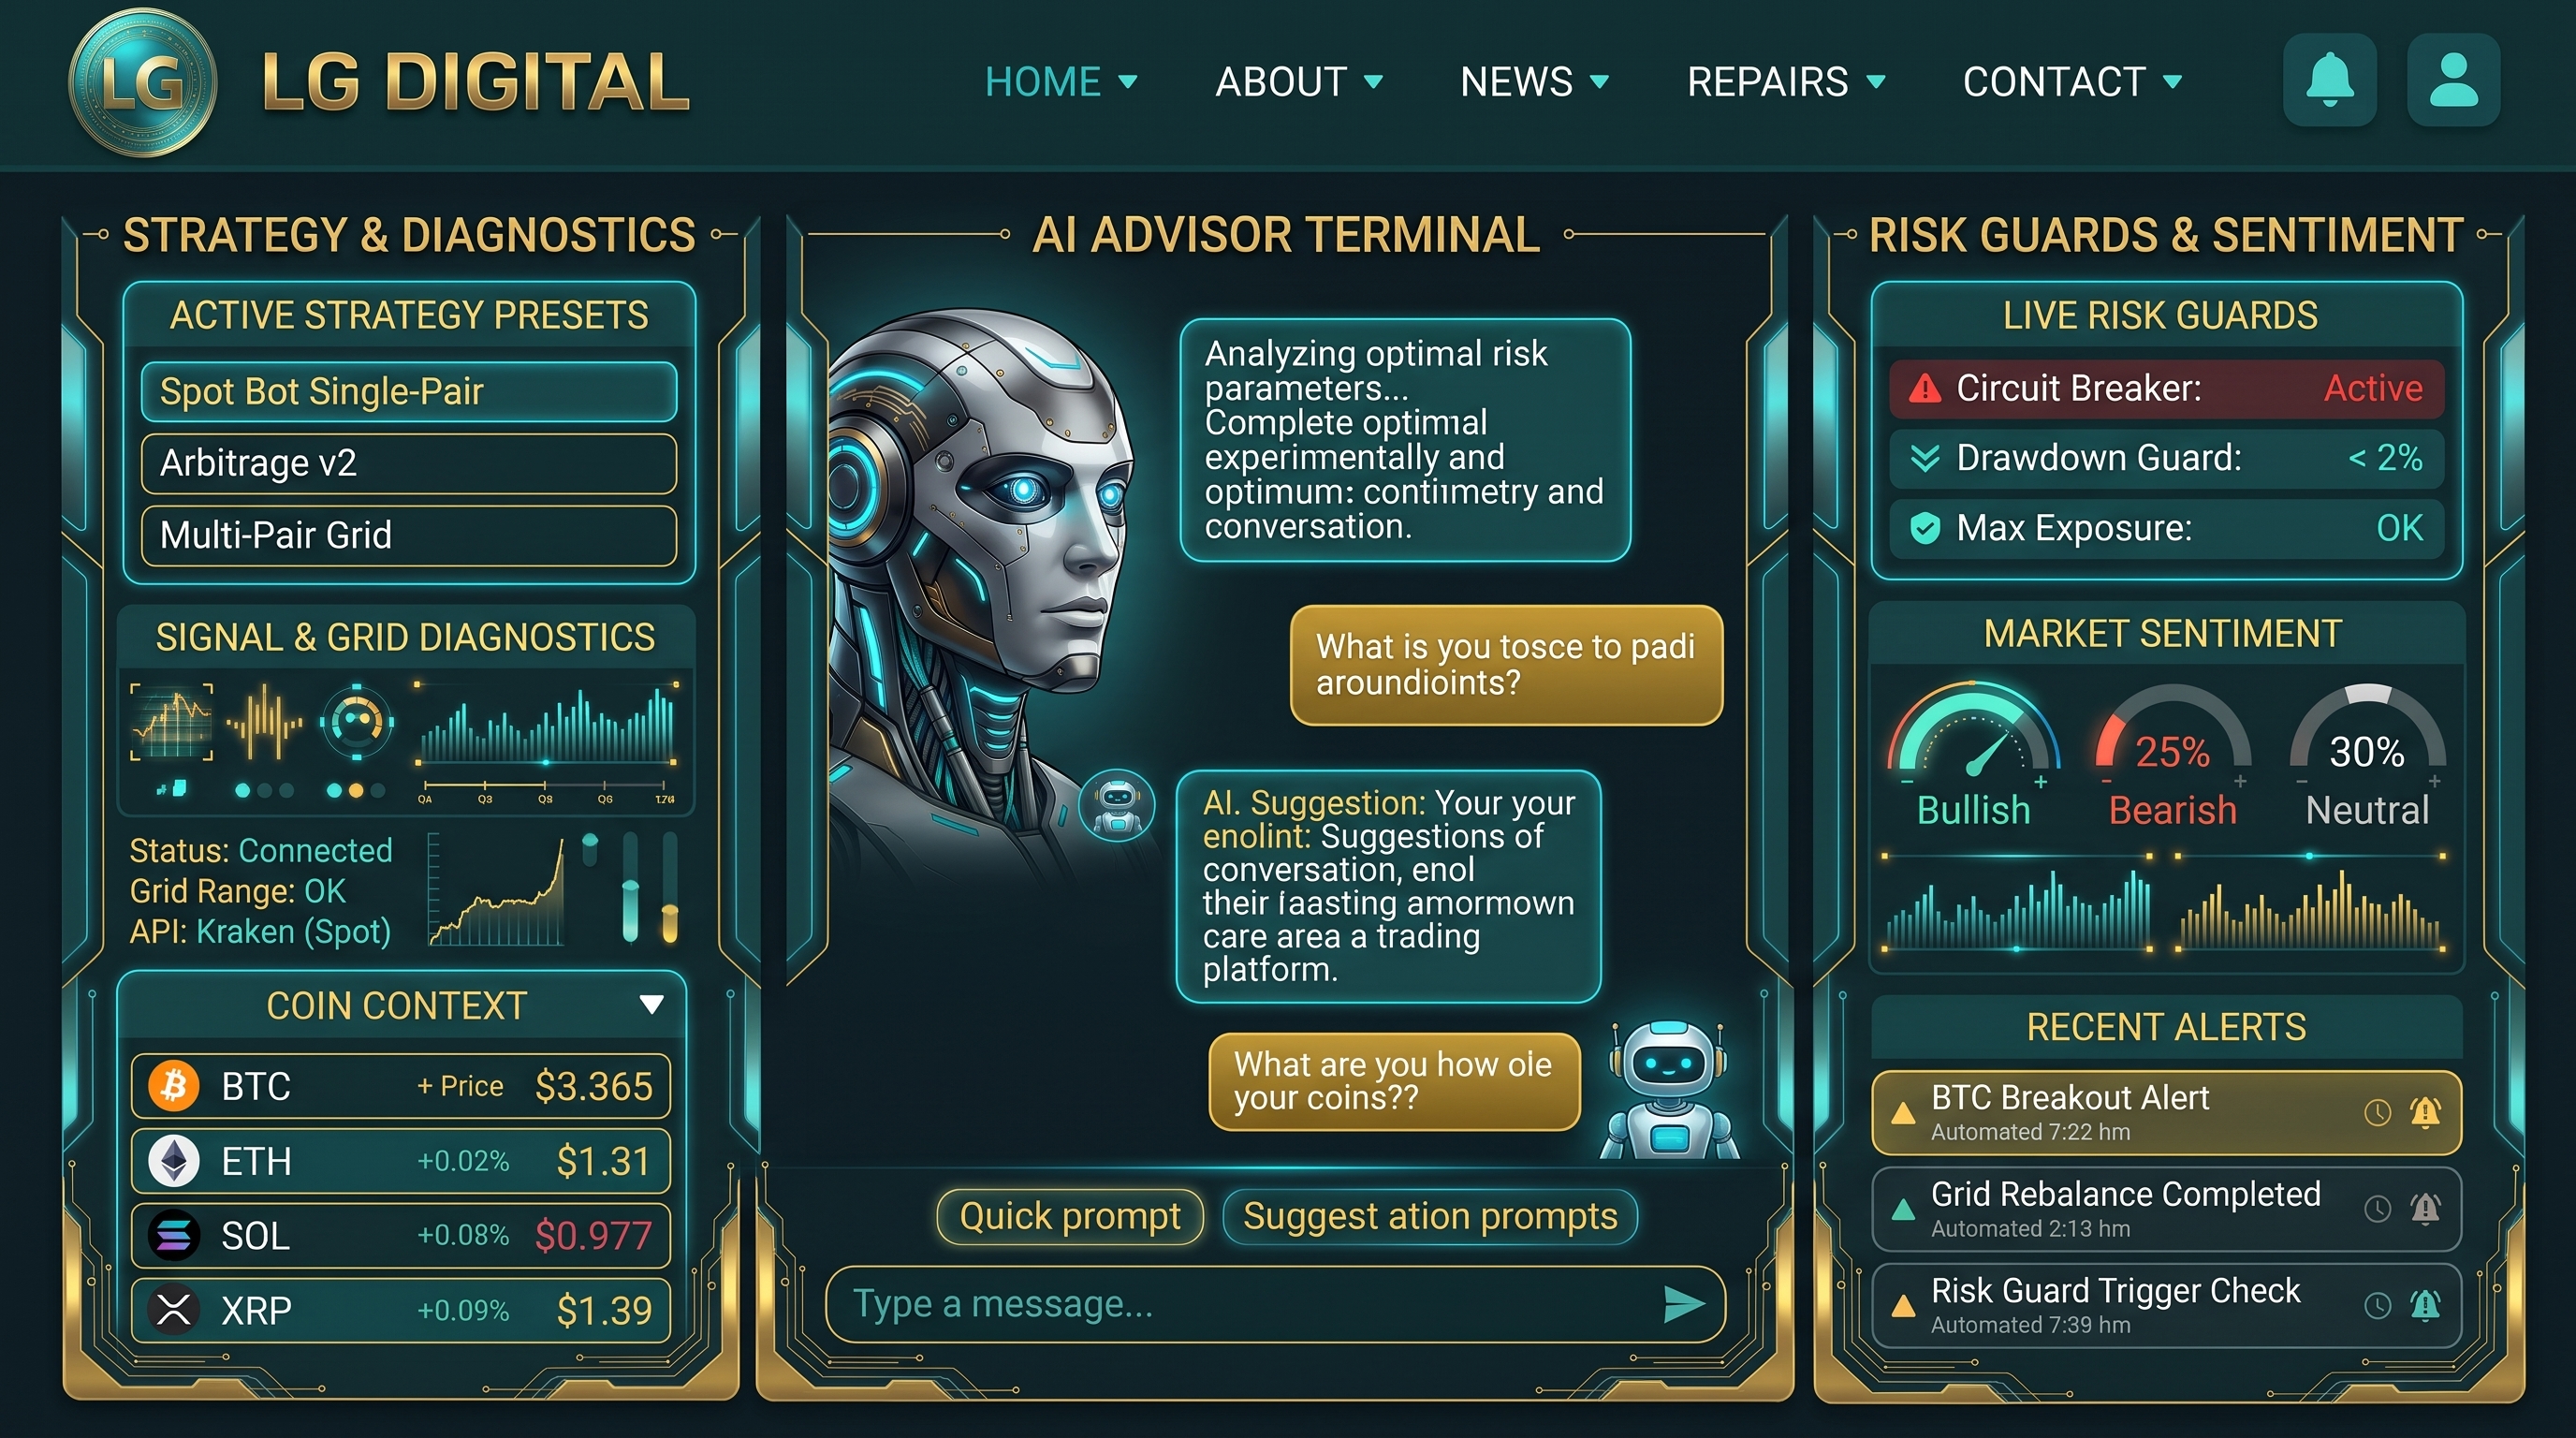 LG
LG DIGITAL
HOME
ABOUT
NEWS
REPAIRS
CONTACT
STRATEGY & DIAGNOSTICS
ACTIVE STRATEGY PRESETS
Spot Bot Single-Pair
Arbitrage v2
Multi-Pair Grid
SIGNAL & GRID DIAGNOSTICS
Status: Connected
Grid Range: OK
API: Kraken (Spot)
COIN CONTEXT
BTC + Price $3.365
ETH +0.02% $1.31
SOL +0.08% $0.977
XRP +0.09% $1.39
AI ADVISOR TERMINAL
Analyzing optimal risk
parameters...
Complete optimal
experimentally and
optimum: contiımetry and
conversation.
What is you tosce to padi
aroundioints?
AI. Suggestion: Your your
enolint: Suggestions of
conversation, enol
their faasting amormown
care area a trading
platform.
What are you how oie
your coins??
Quick prompt
Suggest ation prompts
Type a message...
RISK GUARDS & SENTIMENT
LIVE RISK GUARDS
Circuit Breaker: Active
Drawdown Guard: < 2%
Max Exposure: OK
MARKET SENTIMENT
25%
30%
Bullish
Bearish
Neutral
RECENT ALERTS
BTC Breakout Alert
Automated 7:22 hm
Grid Rebalance Completed
Automated 2:13 hm
Risk Guard Trigger Check
Automated 7:39 hm